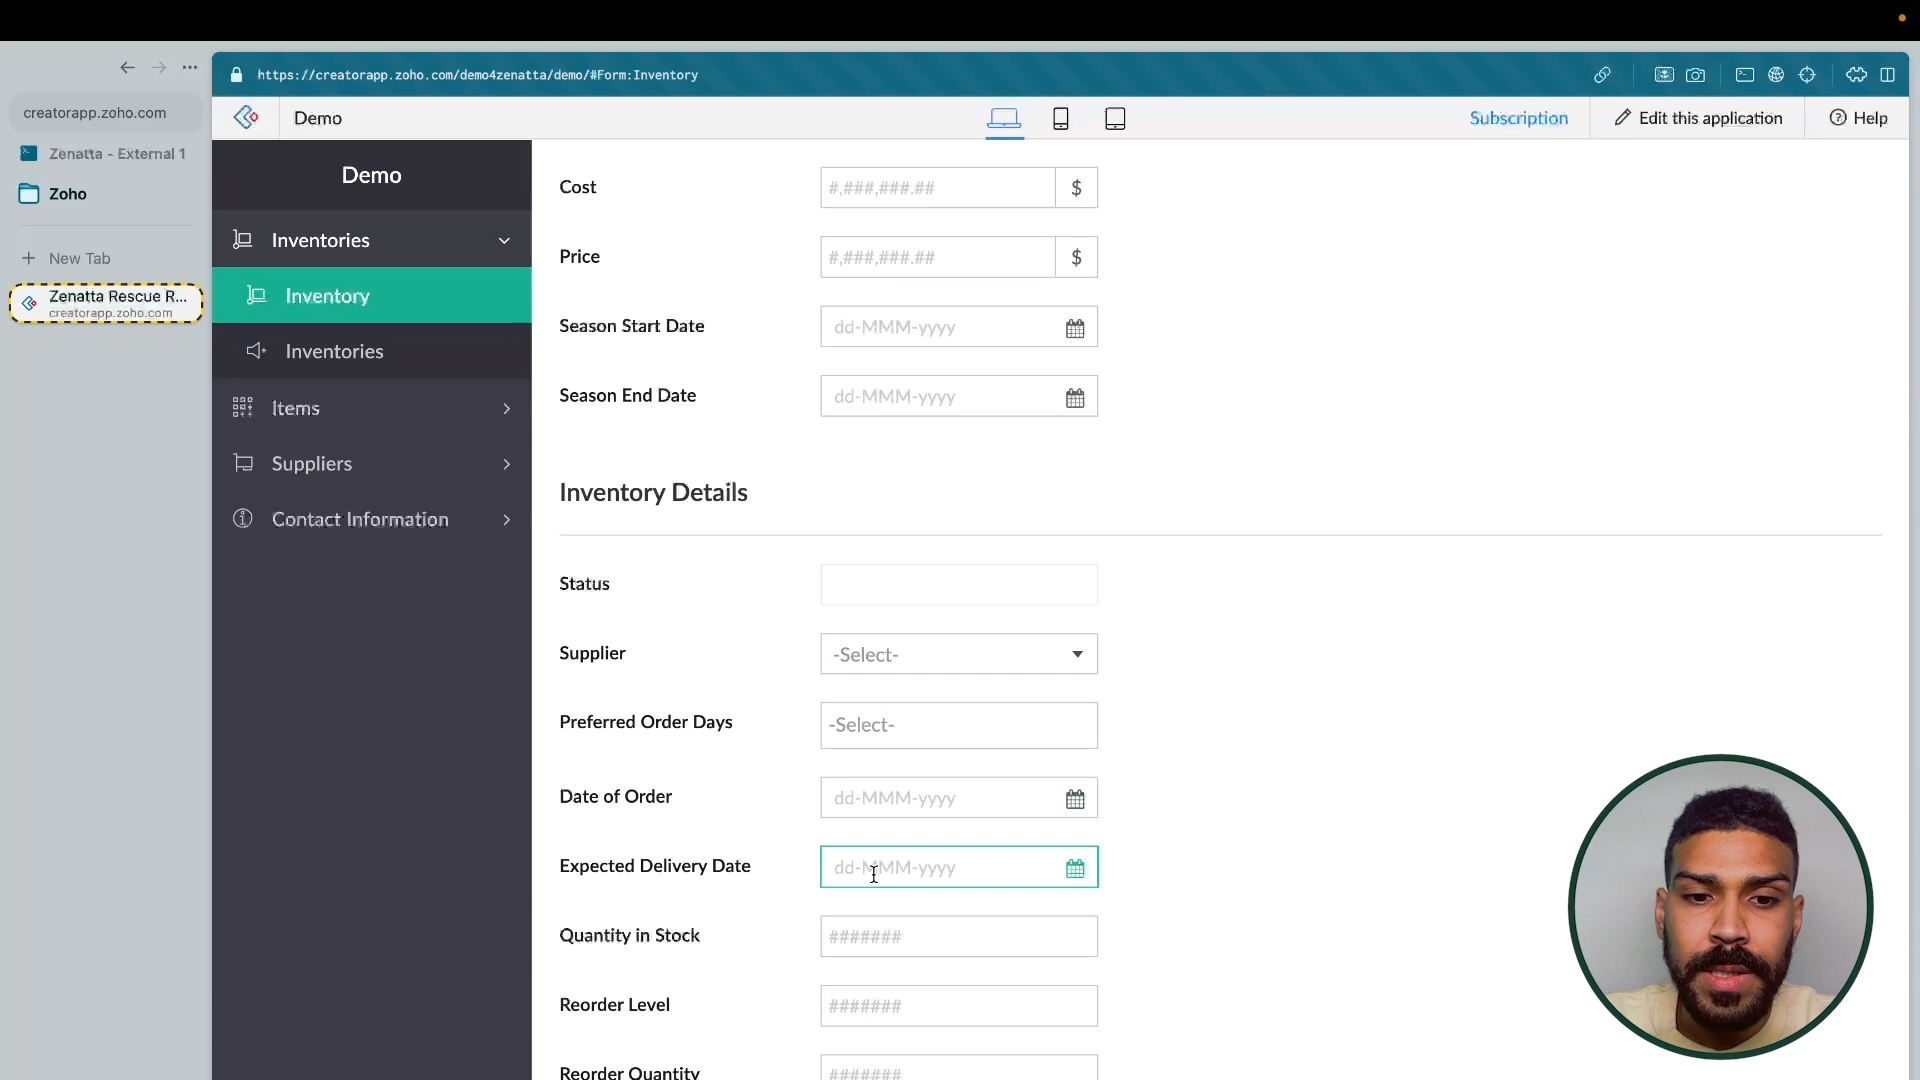 https://creatorapp.zoho.com/demo4zenatta/demo/#Form:Inventory
creatorapp.zoho.com
Zenatta - External 1
Zoho
New Tab
Zenatta Rescue R...
creatorapp.zoho.com
Demo
Subscription
Edit this application
Help
Demo
Inventories
Inventory
Inventories
Items
Suppliers
Contact Information
Cost #,###,###.## $
Price #,###,###.## $
Season Start Date dd-MMM-yyyy
Season End Date dd-MMM-yyyy
Inventory Details
Status
Supplier -Select-
Preferred Order Days -Select-
Date of Order dd-MMM-yyyy
Expected Delivery Date dd-MMM-yyyy
Quantity in Stock #######
Reorder Level #######
Reorder Quantity #######